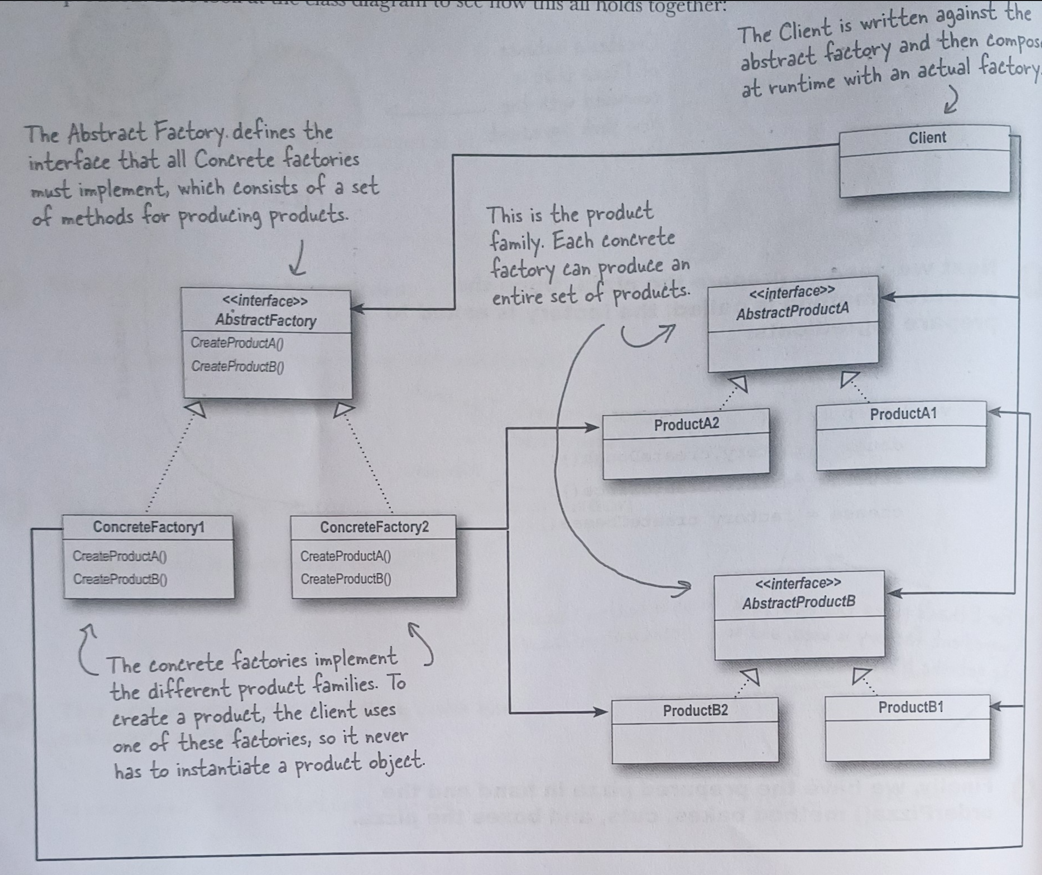 look at the class diagram to see how this all holds together:
The Client is written against the
abstract factory and then
at runtime with an actual factory.
The Abstract Factory defines the
interface that all Concrete factories
must implement, which consists of a set
of methods for producing products.
This is the product
family. Each concrete
factory can produce an
entire set of products.
Client
<<interface>>
AbstractFactory
CreateProductA()
CreateProductB()
<<interface>>
AbstractProductA
ProductA2
ProductA1
ConcreteFactory1
CreateProductA()
CreateProductB()
ConcreteFactory2
CreateProductA()
CreateProductB()
<<interface>>
AbstractProductB
ProductB2
ProductB1
The concrete factories implement
the different product families. To
create a product, the client uses
one of these factories, so it never
has to instantiate a product object.